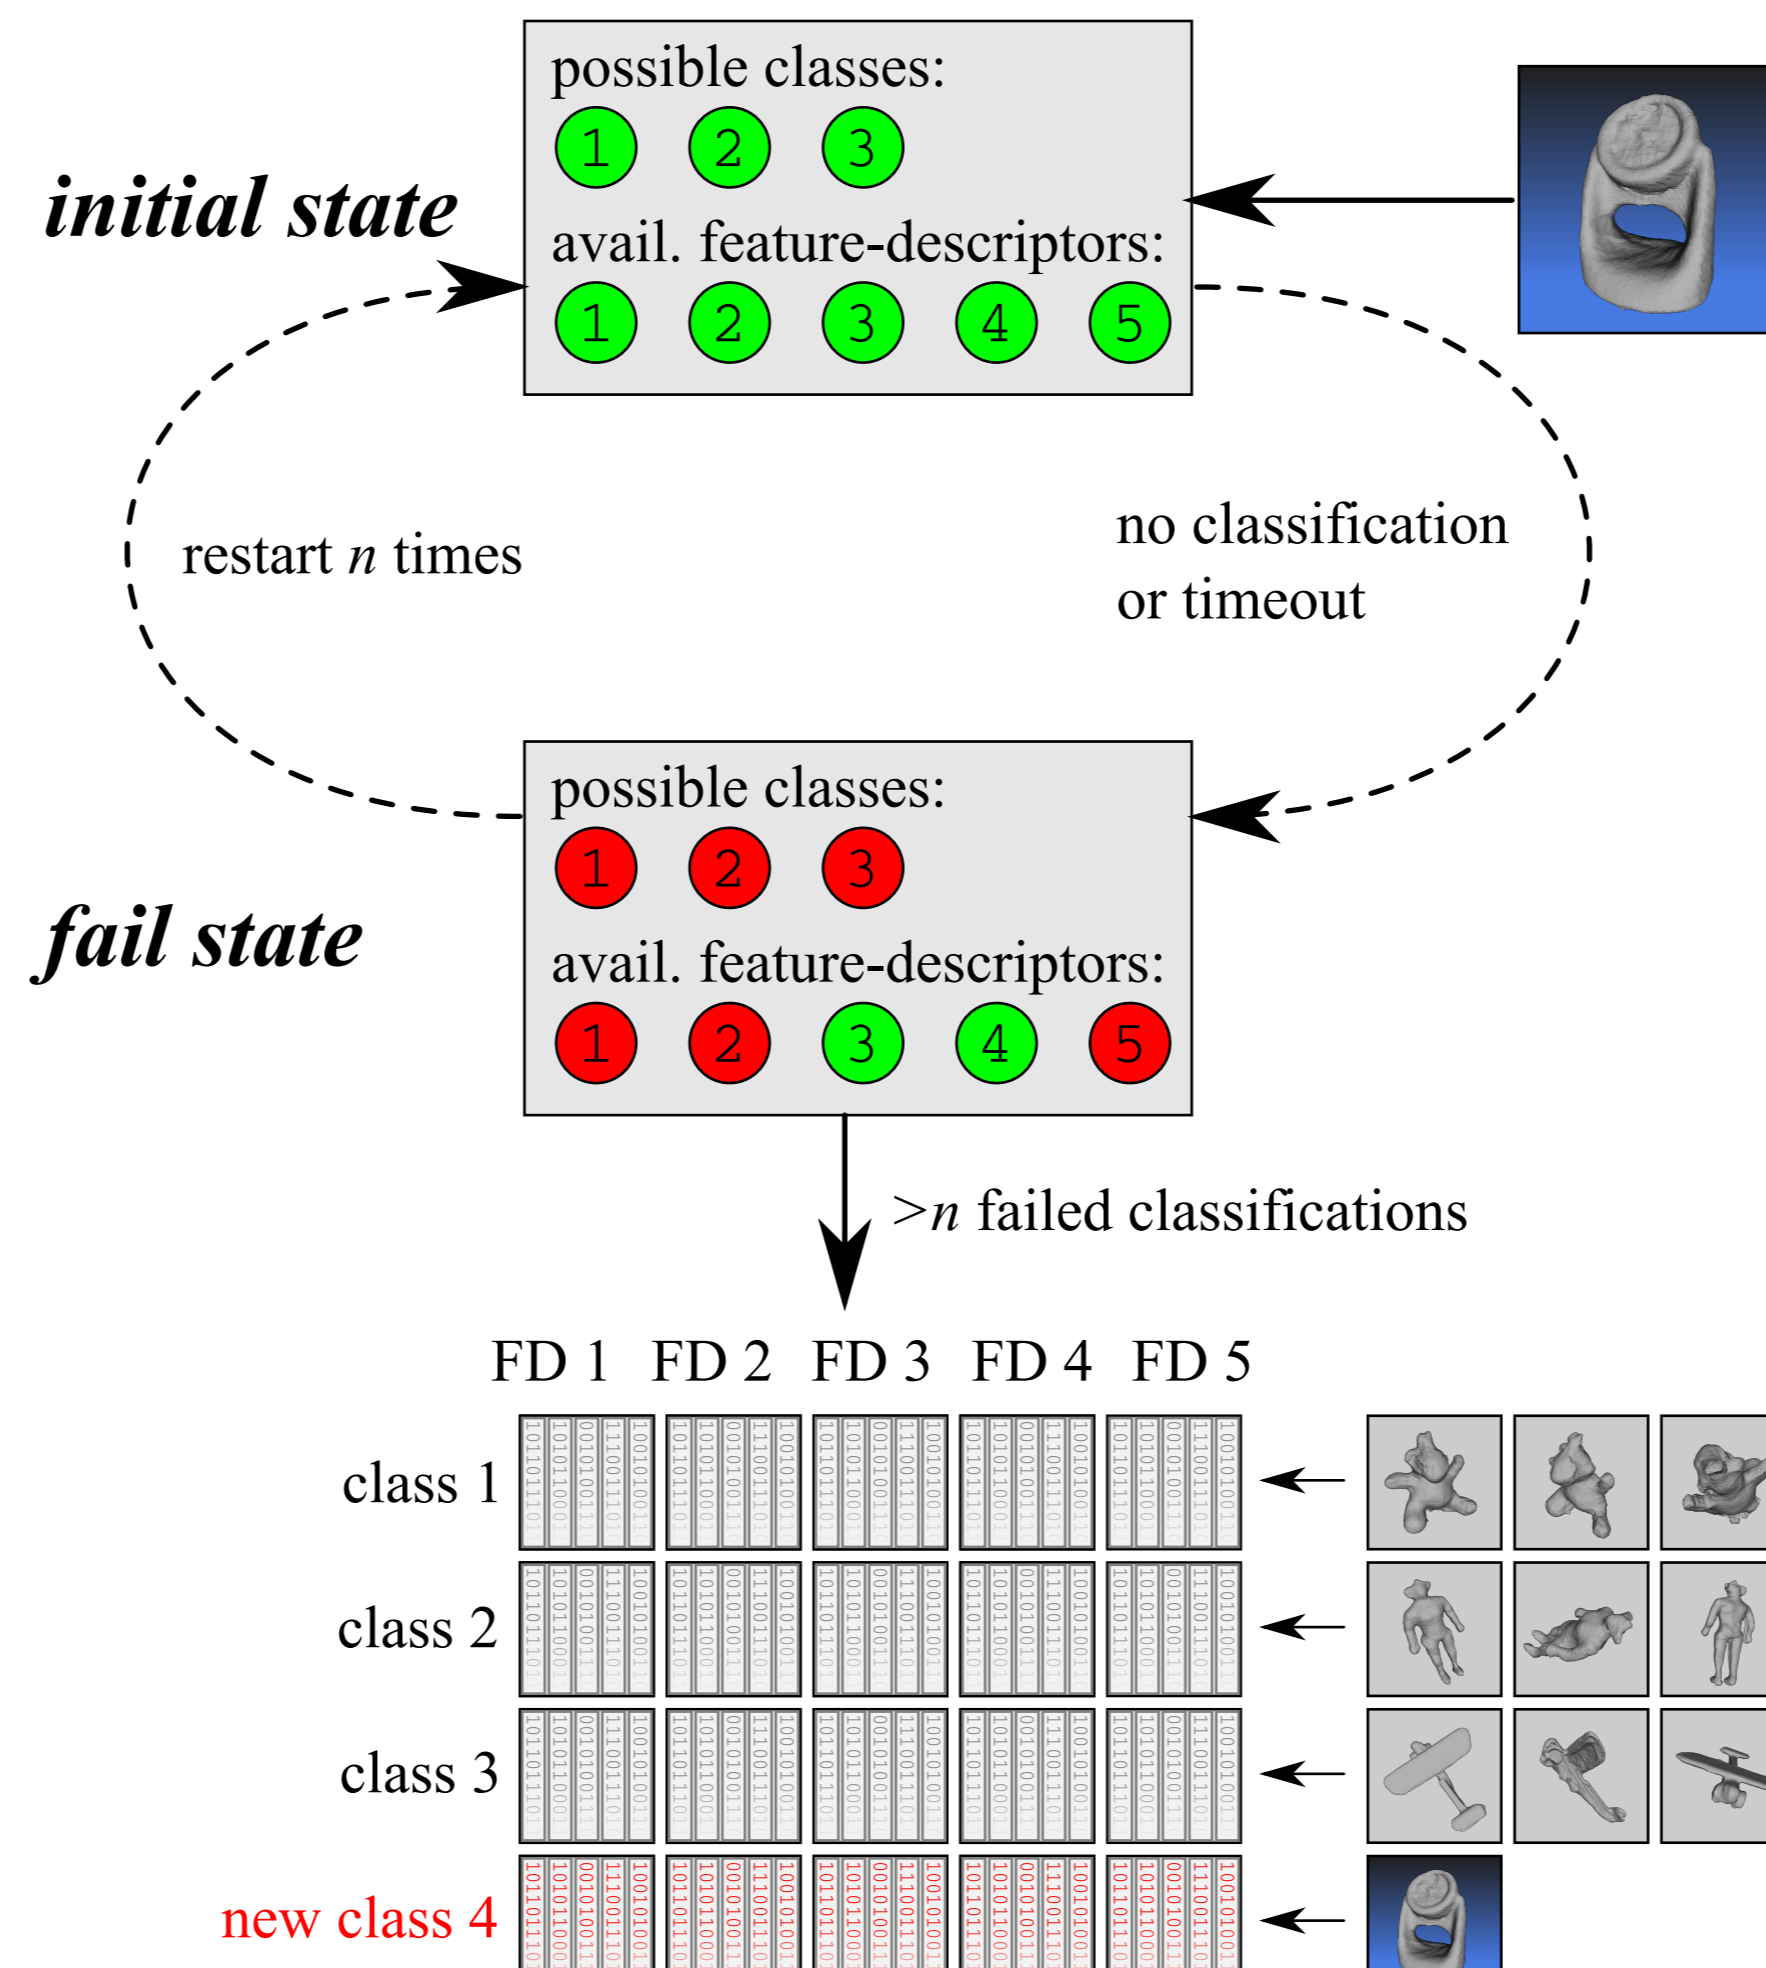 possible classes:
1 2 3
initial state
avail. feature-descriptors:
1 2 3 4 5
restart n times
no classification
or timeout
possible classes:
1 2 3
fail state
avail. feature-descriptors:
1 2 3 4 5
>n failed classifications
FD 1 FD 2 FD 3 FD 4 FD 5
class 1
class 2
class 3
new class 4